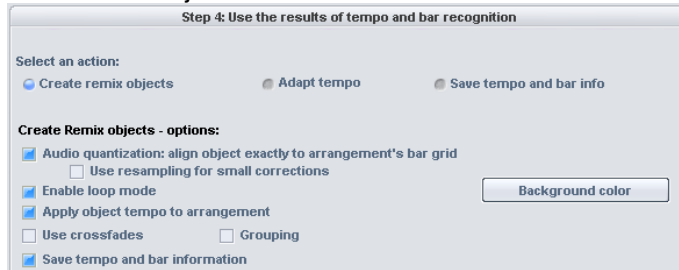 Step 4: Use the results of tempo and bar recognition
Select an action:
Create remix objects Adapt tempo Save tempo and bar info
Create Remix objects - options:
Audio quantization: align object exactly to arrangement's bar grid
Use resampling for small corrections
Enable loop mode Background color
Apply object tempo to arrangement
Use crossfades Grouping
Save tempo and bar information